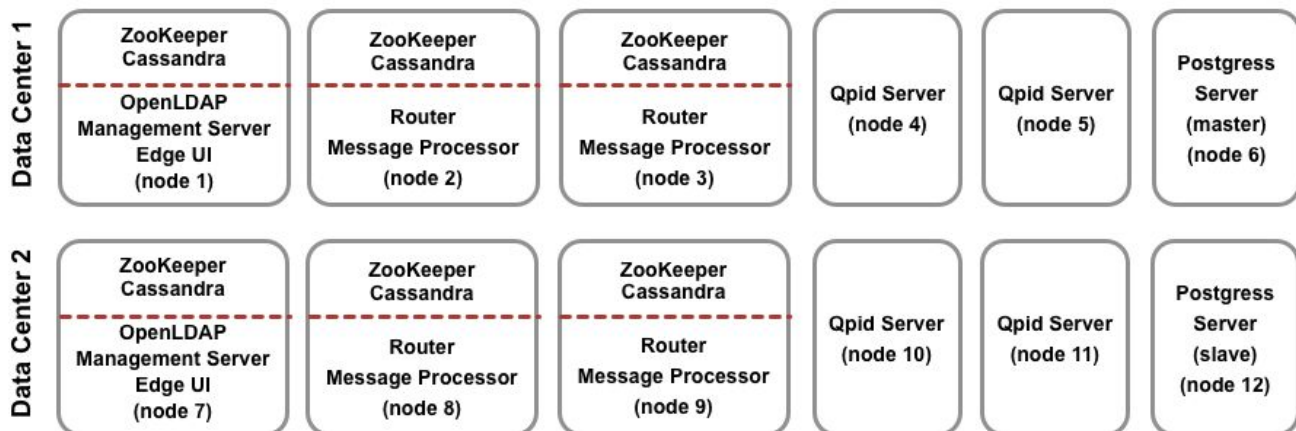 Data Center 1
ZooKeeper
Cassandra
OpenLDAP
Management Server
Edge UI
(node 1)
ZooKeeper
Cassandra
Router
Message Processor
(node 2)
ZooKeeper
Cassandra
Router
Message Processor
(node 3)
Qpid Server
(node 4)
Qpid Server
(node 5)
Postgress
Server
(master)
(node 6)
Data Center 2
ZooKeeper
Cassandra
OpenLDAP
Management Server
Edge UI
(node 7)
ZooKeeper
Cassandra
Router
Message Processor
(node 8)
ZooKeeper
Cassandra
Router
Message Processor
(node 9)
Qpid Server
(node 10)
Qpid Server
(node 11)
Postgress
Server
(slave)
(node 12)